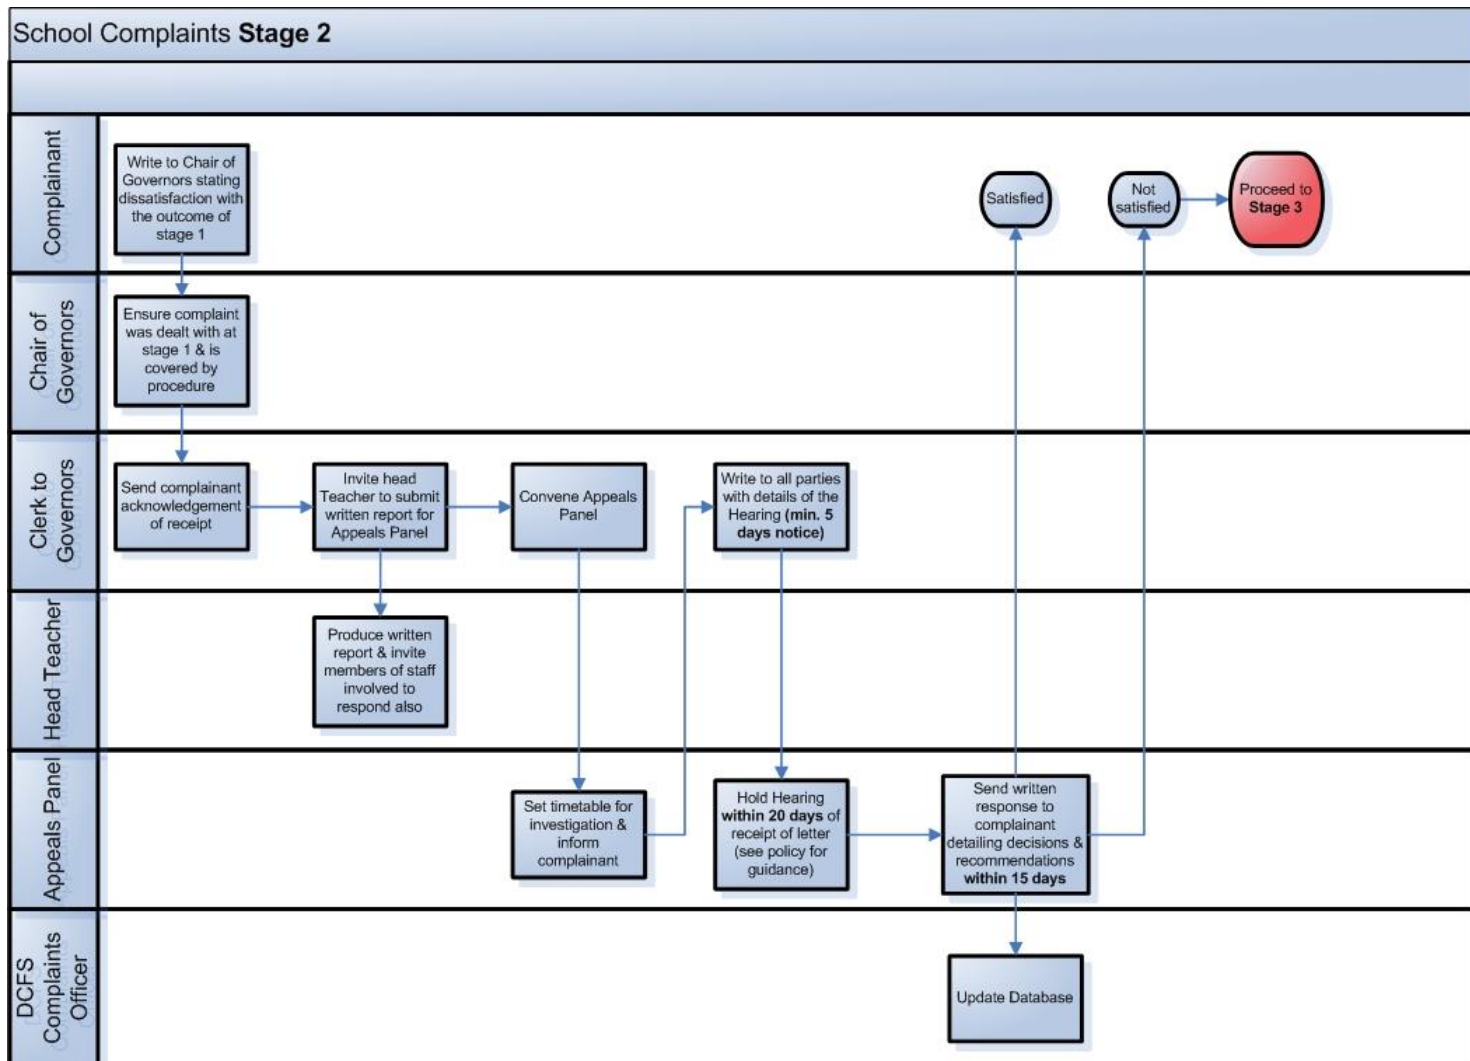 School Complaints Stage 2
Complainant
Write to Chair of
Governors stating
dissatisfaction with
the outcome of
stage 1
Satisfied
Not
satisfied
Proceed to
Stage 3
Chair of
Governors
Ensure complaint
was dealt with at
stage 1 & is
covered by
procedure
Clerk to
Governors
Send complainant
acknowledgement
of receipt
Invite head
Teacher to submit
written report for
Appeals Panel
Convene Appeals
Panel
Write to all parties
with details of the
Hearing (min. 5
days notice)
Head Teacher
Produce written
report & invite
members of staff
involved to
respond also
Appeals Panel
Set timetable for
investigation &
inform
complainant
Hold Hearing
within 20 days of
receipt of letter
(see policy for
guidance)
Send written
response to
complainant
detailing decisions &
recommendations
within 15 days
DCFS
Complaints
Officer
Update Database